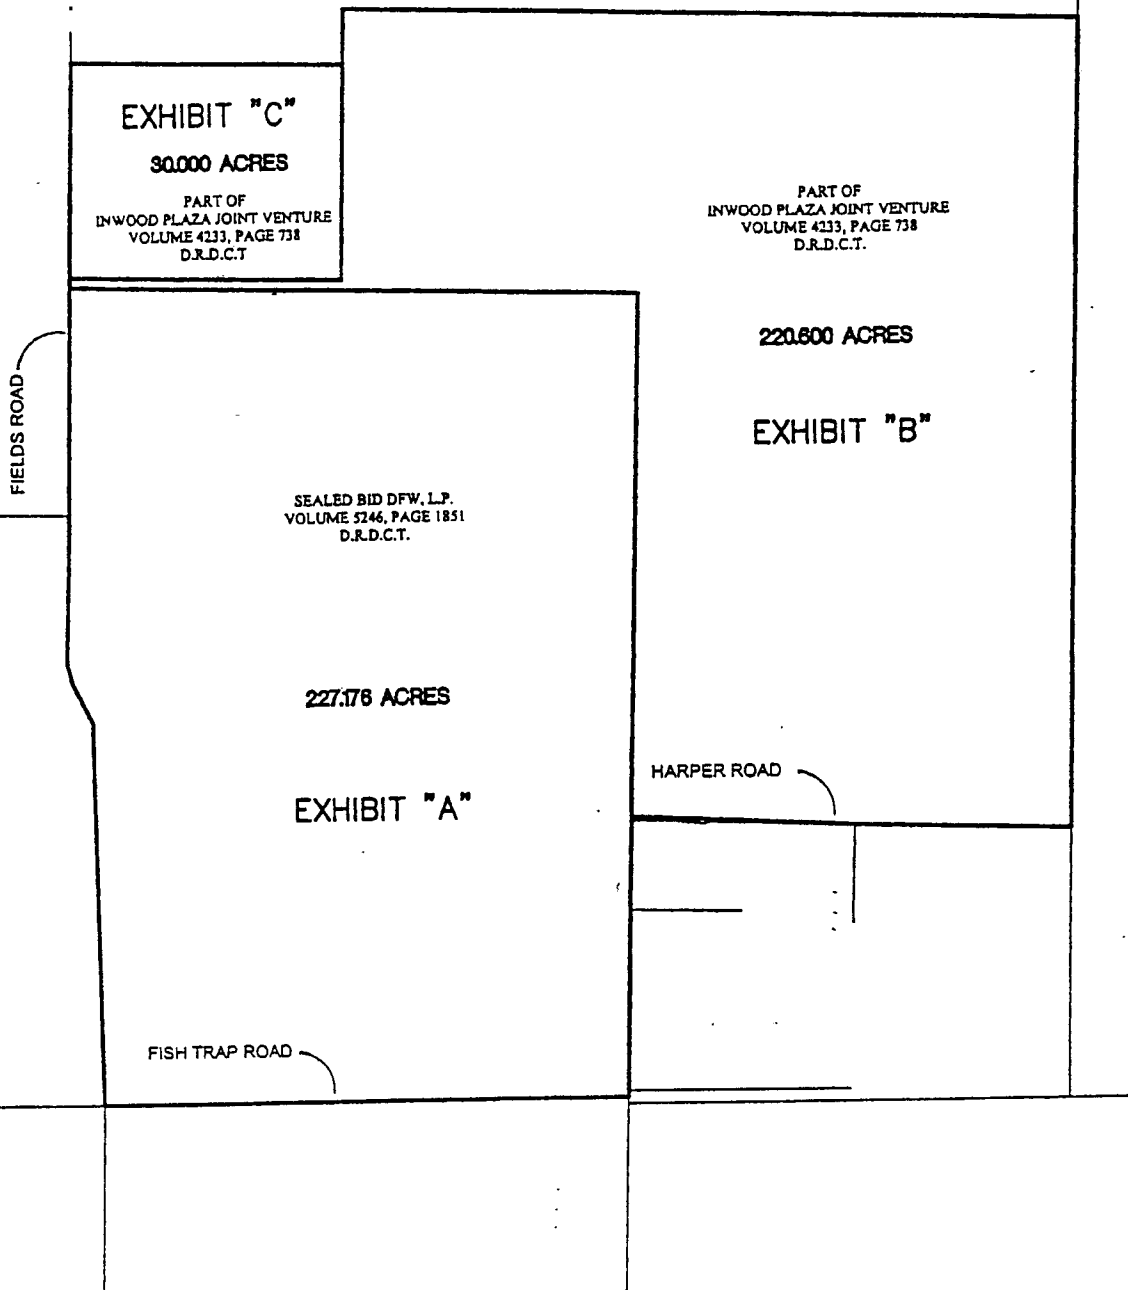 EXHIBIT "C"
30.000 ACRES
PART OF
INWOOD PLAZA JOINT VENTURE
VOLUME 4233, PAGE 738
D.R.D.C.T
PART OF
INWOOD PLAZA JOINT VENTURE
VOLUME 4233, PAGE 738
D.R.D.C.T.
220.600 ACRES
EXHIBIT "B"
FIELDS ROAD
SEALED BID DFW, L.P.
VOLUME 5246, PAGE 1851
D.R.D.C.T.
227.176 ACRES
EXHIBIT "A"
HARPER ROAD
FISH TRAP ROAD